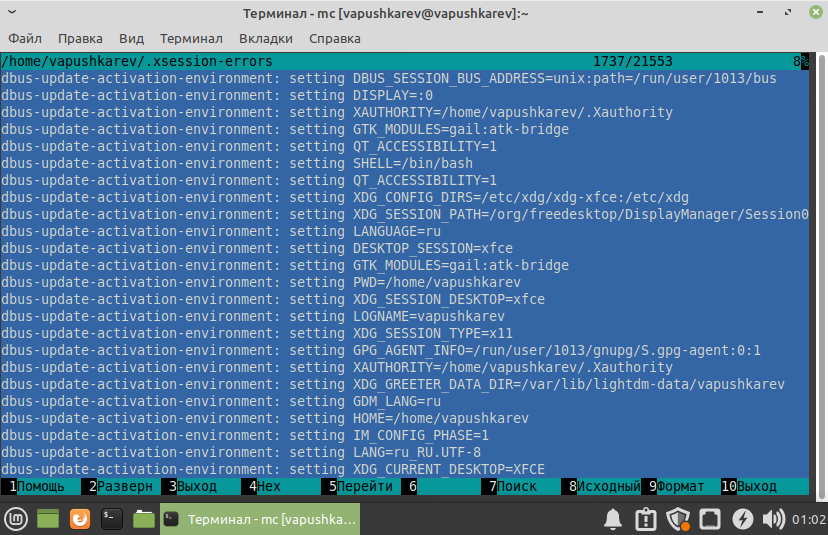 Терминал - mc [vapushkarev@vapushkarev]:~
Файл Правка Вид Терминал Вкладки Справка
/home/vapushkarev/.xsession-errors 1737/21553 8%
dbus-update-activation-environment: setting DBUS_SESSION_BUS_ADDRESS=unix:path=/run/user/1013/bus
dbus-update-activation-environment: setting DISPLAY=:0
dbus-update-activation-environment: setting XAUTHORITY=/home/vapushkarev/.Xauthority
dbus-update-activation-environment: setting GTK_MODULES=gail:atk-bridge
dbus-update-activation-environment: setting QT_ACCESSIBILITY=1
dbus-update-activation-environment: setting SHELL=/bin/bash
dbus-update-activation-environment: setting QT_ACCESSIBILITY=1
dbus-update-activation-environment: setting XDG_CONFIG_DIRS=/etc/xdg/xdg-xfce:/etc/xdg
dbus-update-activation-environment: setting XDG_SESSION_PATH=/org/freedesktop/DisplayManager/Session0
dbus-update-activation-environment: setting LANGUAGE=ru
dbus-update-activation-environment: setting DESKTOP_SESSION=xfce
dbus-update-activation-environment: setting GTK_MODULES=gail:atk-bridge
dbus-update-activation-environment: setting PWD=/home/vapushkarev
dbus-update-activation-environment: setting XDG_SESSION_DESKTOP=xfce
dbus-update-activation-environment: setting LOGNAME=vapushkarev
dbus-update-activation-environment: setting XDG_SESSION_TYPE=x11
dbus-update-activation-environment: setting GPG_AGENT_INFO=/run/user/1013/gnupg/S.gpg-agent:0:1
dbus-update-activation-environment: setting XAUTHORITY=/home/vapushkarev/.Xauthority
dbus-update-activation-environment: setting XDG_GREETER_DATA_DIR=/var/lib/lightdm-data/vapushkarev
dbus-update-activation-environment: setting GDM_LANG=ru
dbus-update-activation-environment: setting HOME=/home/vapushkarev
dbus-update-activation-environment: setting IM_CONFIG_PHASE=1
dbus-update-activation-environment: setting LANG=ru_RU.UTF-8
dbus-update-activation-environment: setting XDG_CURRENT_DESKTOP=XFCE
1Помощь 2Разверн 3Выход 4Hex 5Перейти 6 7Поиск 8Исходный 9Формат 10Выход
Терминал - mc [vapushka... 01:02